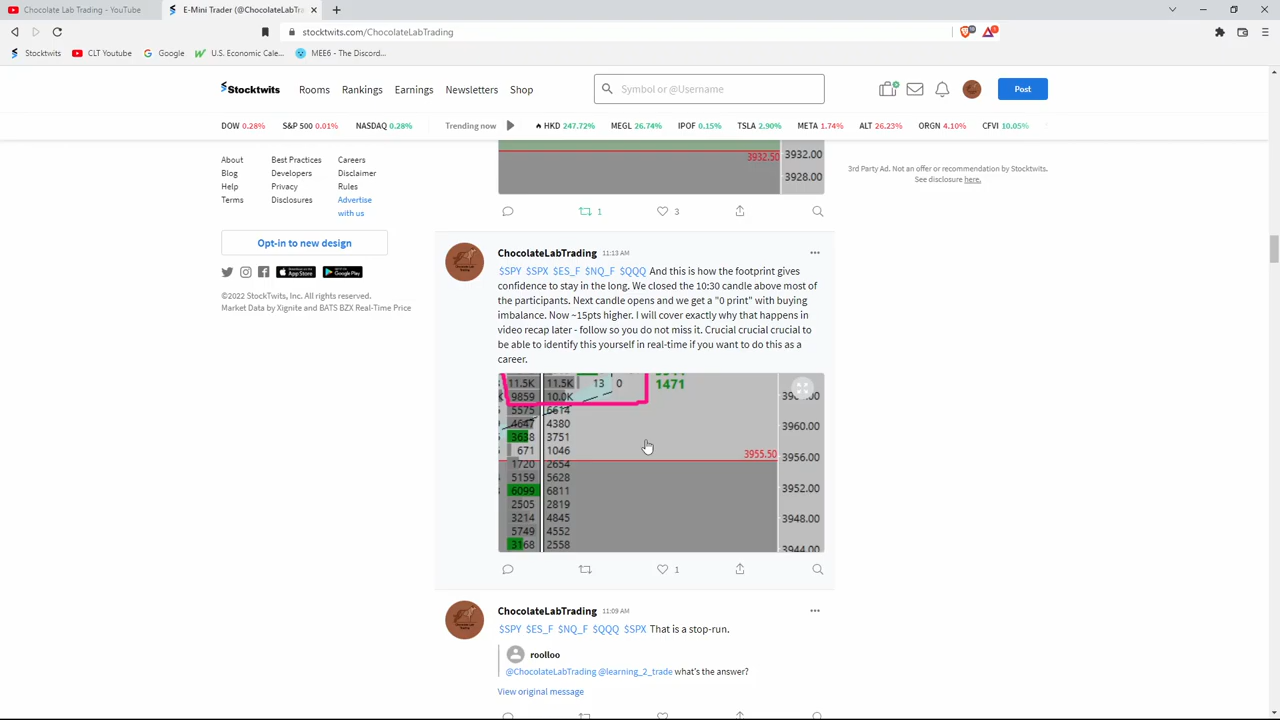 Chocolate Lab Trading - YouTube
E-Mini Trader (@ChocolateLabTra
stocktwits.com/ChocolateLabTrading
Stocktwits CLT Youtube Google U.S. Economic Cale... MEE6 - The Discord...
Stocktwits Rooms Rankings Earnings Newsletters Shop Symbol or @Username Post
DOW 0.28% S&P 500 0.01% NASDAQ 0.28% Trending now HKD 247.72% MEGL 26.74% IPOF 0.15% TSLA 2.90% META 1.74% ALT 26.23% ORGN 4.10% CFVI 10.05%
About Best Practices Careers
Blog Developers Disclaimer
Help Privacy Rules
Terms Disclosures Advertise
with us
Opt-in to new design
App Store Google Play
©2022 StockTwits, Inc. All rights reserved.
Market Data by Xignite and BATS BZX Real-Time Price
3932.50 3932.00
3928.00
1 3
ChocolateLabTrading 11:13 AM
$SPY $SPX $ES_F $NQ_F $QQQ And this is how the footprint gives
confidence to stay in the long. We closed the 10:30 candle above most of
the participants. Next candle opens and we get a "0 print" with buying
imbalance. Now ~15pts higher. I will cover exactly why that happens in
video recap later - follow so you do not miss it. Crucial crucial crucial to
be able to identify this yourself in real-time if you want to do this as a
career.
11.5K 11.5K 13 0 1471
9859 10.0K
5575 6614
4647 4380 3960.00
3638 3751
671 1046 3955.50 3956.00
1720 2654
5159 5628
6099 6811 3952.00
2505 2819
3214 4845 3948.00
5749 4552
3168 2558 3944.00
1
ChocolateLabTrading 11:09 AM
$SPY $ES_F $NQ_F $QQQ $SPX That is a stop-run.
roolloo
@ChocolateLabTrading @learning_2_trade what's the answer?
View original message
3rd Party Ad. Not an offer or recommendation by Stocktwits.
See disclosure here.